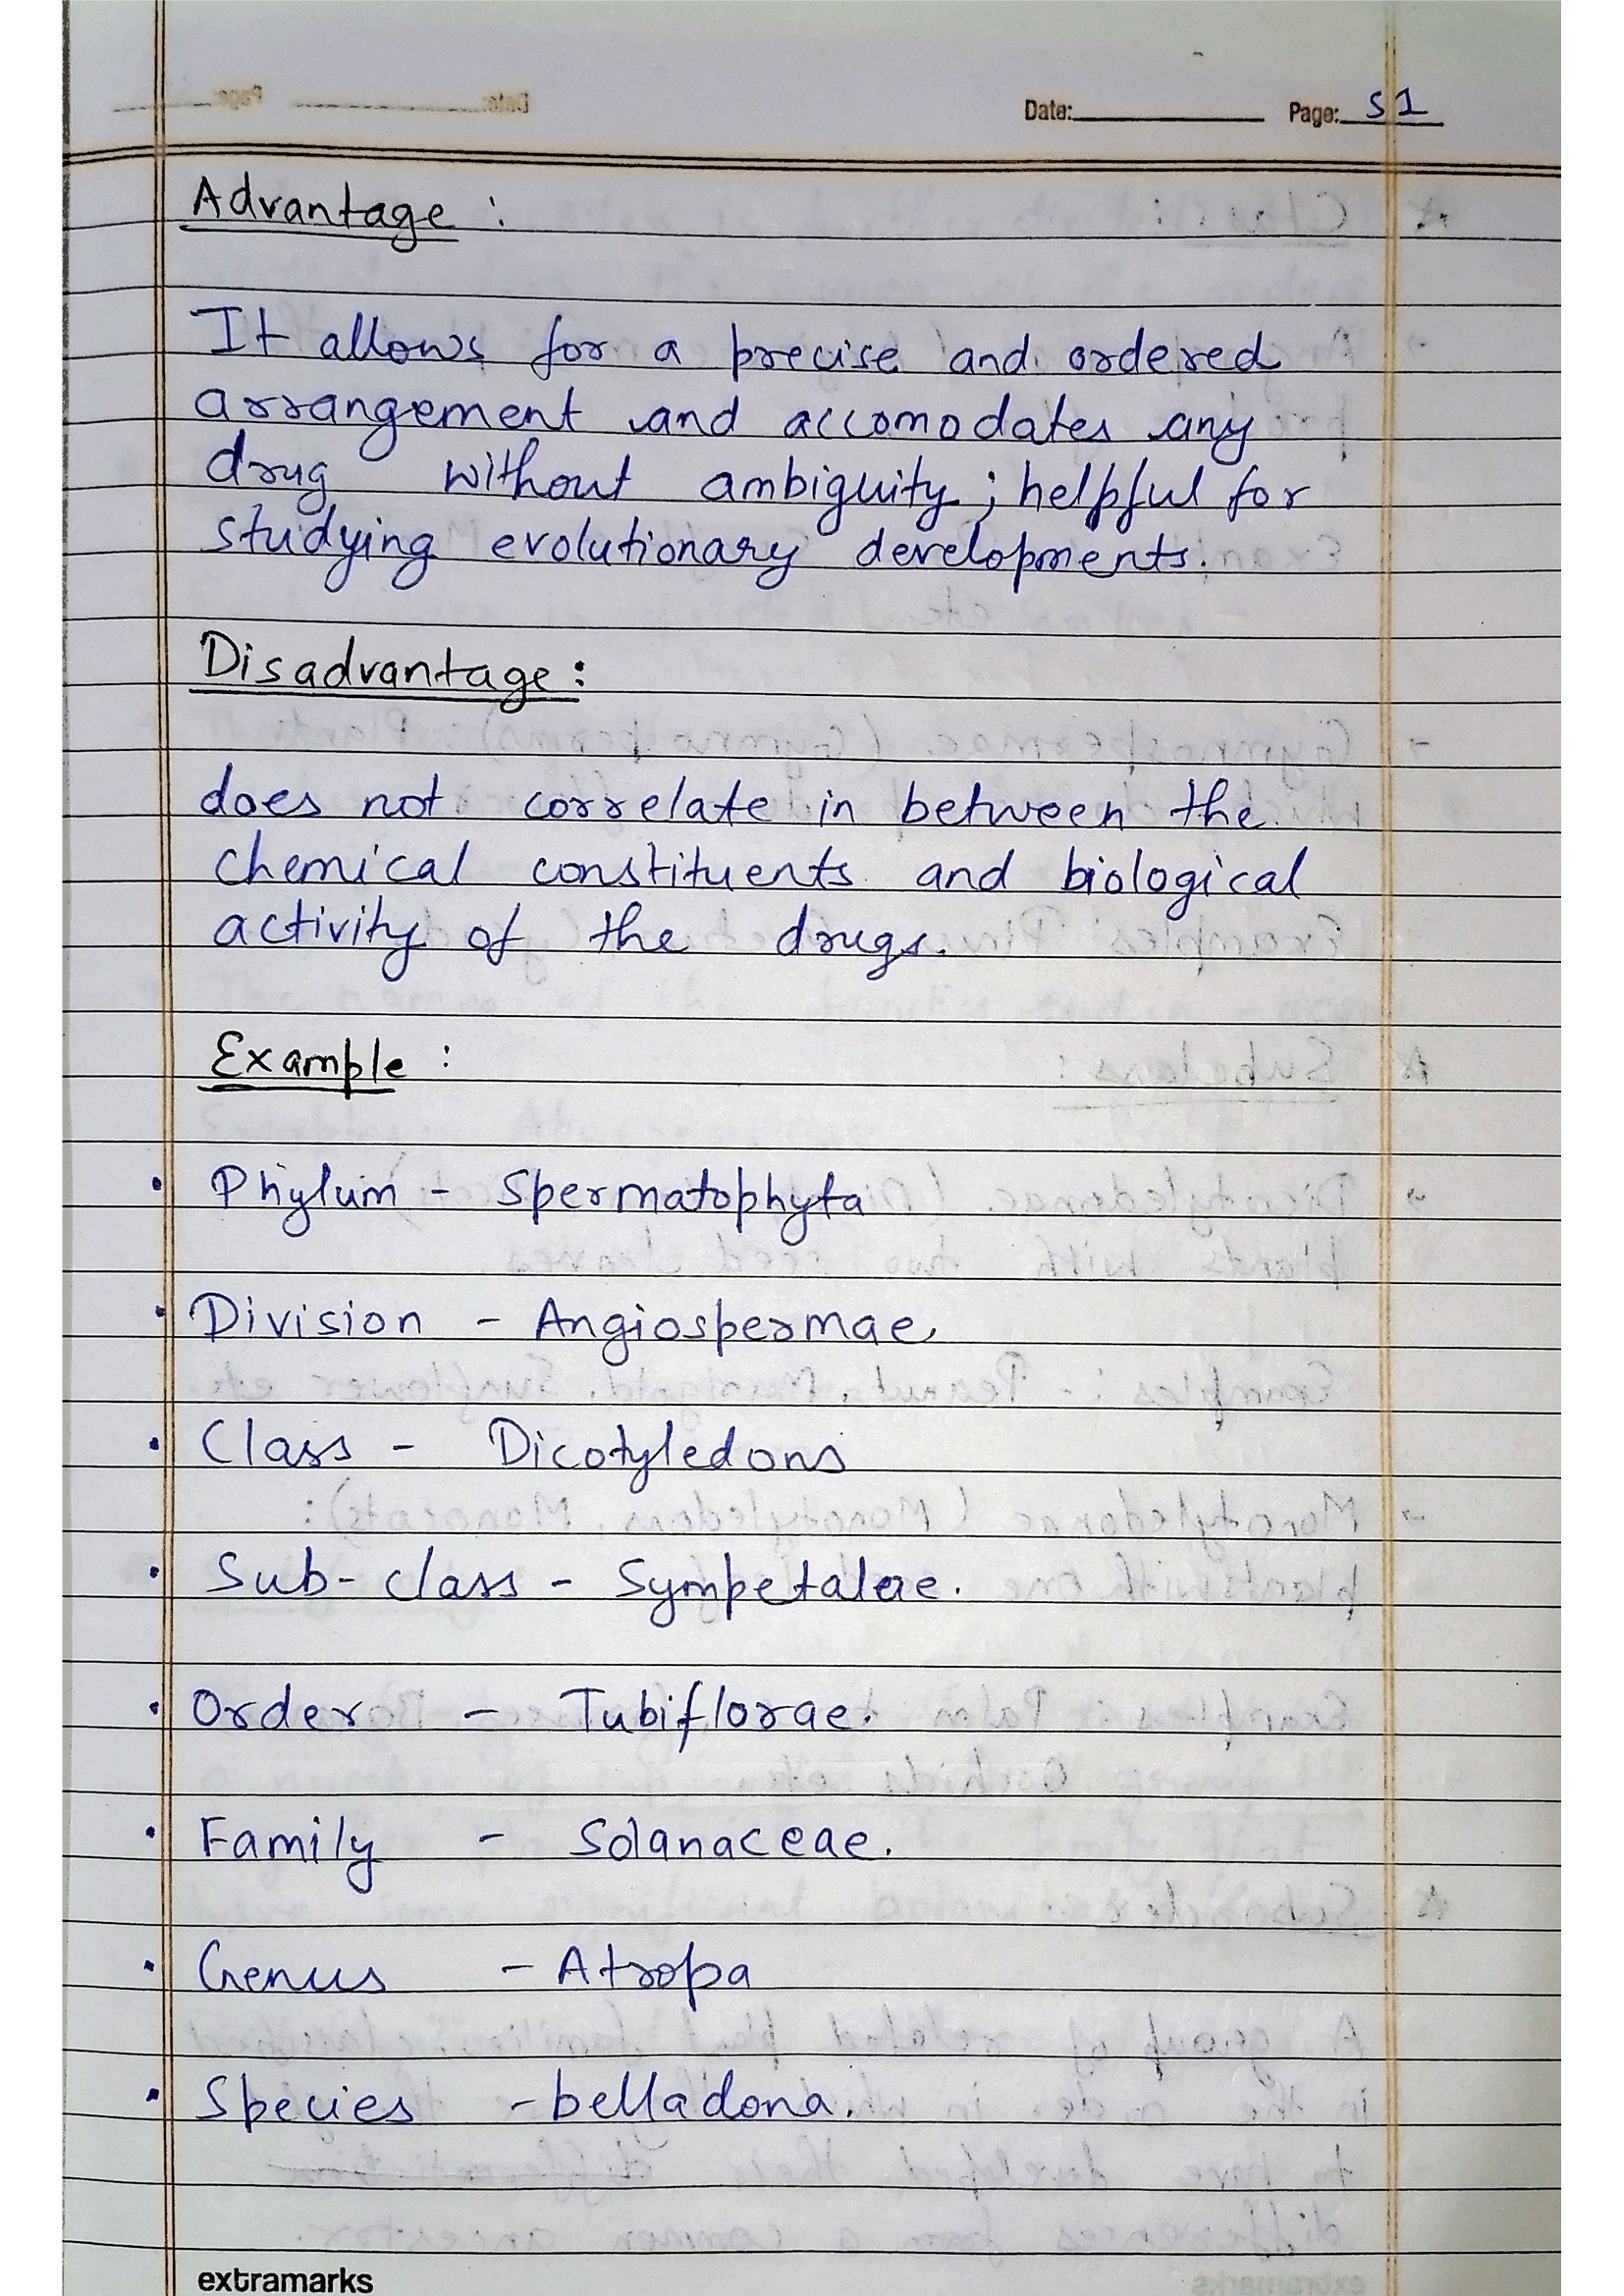 Date: Page: 51
Advantage :
It allows for a precise and ordered
arrangement and accomodates any
drug without ambiguity ; helpful for
studying evolutionary developments.
Disadvantage :
does not correlate in between the
chemical constituents and biological
activity of the drugs.
Example :
• Phylum - Spermatophyta
• Division - Angiospermae
• Class - Dicotyledons
• Sub-class - Sympetalae.
• Order - Tubiflorae.
• Family - Solanaceae.
• Genus - Atropa
• Species - belladona.
extramarks